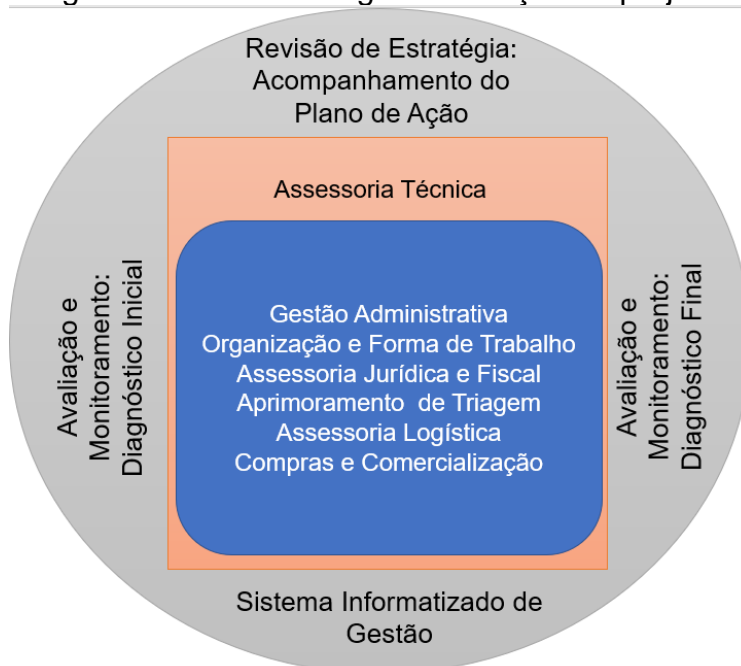 Revisão de Estratégia:
Acompanhamento do
Plano de Ação
Assessoria Técnica
Avaliação e
Monitoramento:
Diagnóstico Inicial
Gestão Administrativa
Organização e Forma de Trabalho
Assessoria Jurídica e Fiscal
Aprimoramento de Triagem
Assessoria Logística
Compras e Comercialização
Avaliação e
Monitoramento:
Diagnóstico Final
Sistema Informatizado de
Gestão